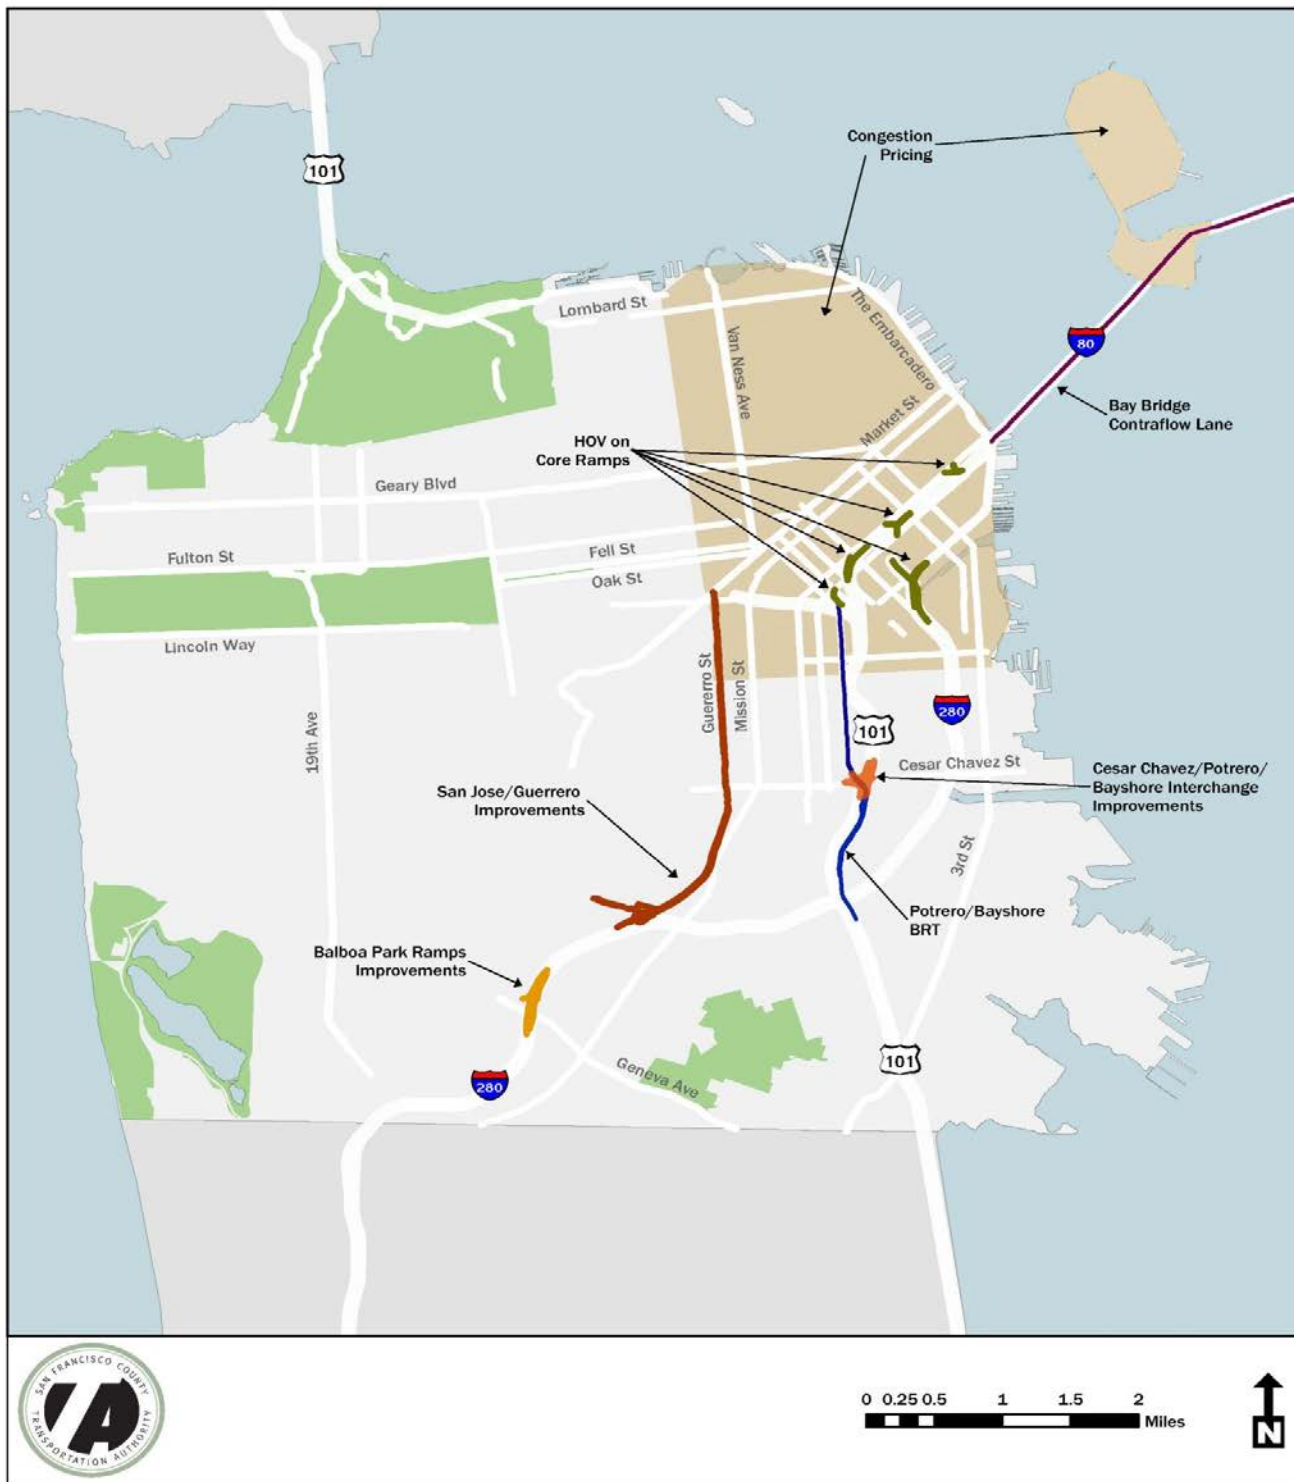 Congestion
Pricing
101
Lombard St
The Embarcadero
Van Ness Ave
80
Bay Bridge
Contraflow Lane
Market St
HOV on
Core Ramps
Geary Blvd
Fulton St
Fell St
Oak St
Lincoln Way
Guererro St
Mission St
19th Ave
280
101
Cesar Chavez St
Cesar Chavez/Potrero/
Bayshore Interchange
Improvements
San Jose/Guerrero
Improvements
3rd St
Potrero/Bayshore
BRT
Balboa Park Ramps
Improvements
Geneva Ave
101
280
SAN FRANCISCO COUNTY
TRANSPORTATION AUTHORITY
TA
0 0.25 0.5 1 1.5 2
Miles
N